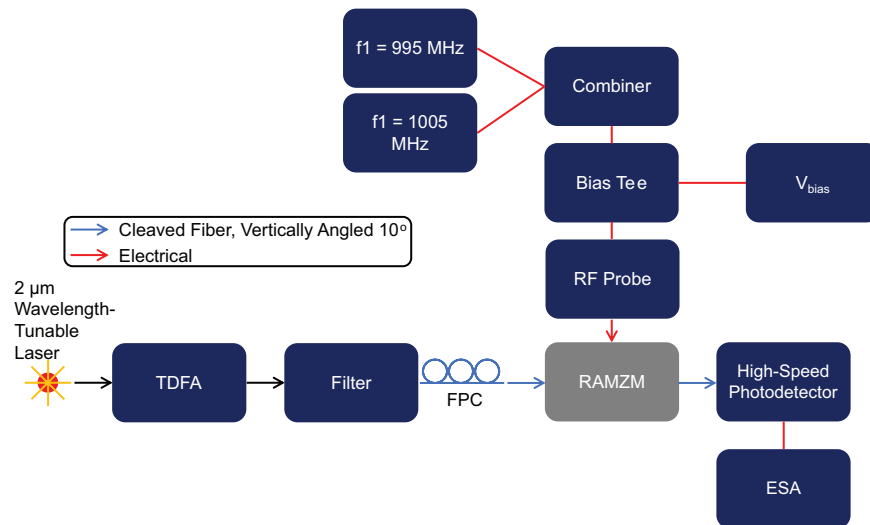 f1 = 995 MHz
f1 = 1005
MHz
Combiner
Bias Tee
V_bias
Cleaved Fiber, Vertically Angled 10°
Electrical
RF Probe
2 µm
Wavelength-
Tunable
Laser
TDFA
Filter
FPC
RAMZM
High-Speed
Photodetector
ESA